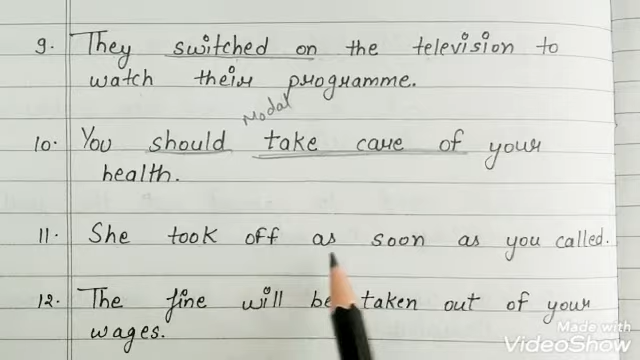 9. They switched on the television to
watch their programme.
Modal
10. You should take care of your
health.
11. She took off as soon as you called.
12. The fine will be taken out of your
wages.
Made with
VideoShow